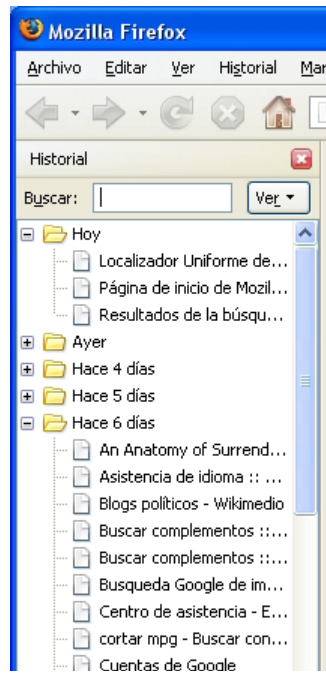 Mozilla Firefox
Archivo Editar Ver Historial Mar
Historial
Buscar: Ver
Hoy
Localizador Uniforme de...
Página de inicio de Mozil...
Resultados de la búsqu...
Ayer
Hace 4 días
Hace 5 días
Hace 6 días
An Anatomy of Surrend...
Asistencia de idioma :: ...
Blogs políticos - Wikimedio
Buscar complementos ::...
Buscar complementos ::...
Busqueda Google de im...
Centro de asistencia - E...
cortar mpg - Buscar con...
Cuentas de Google